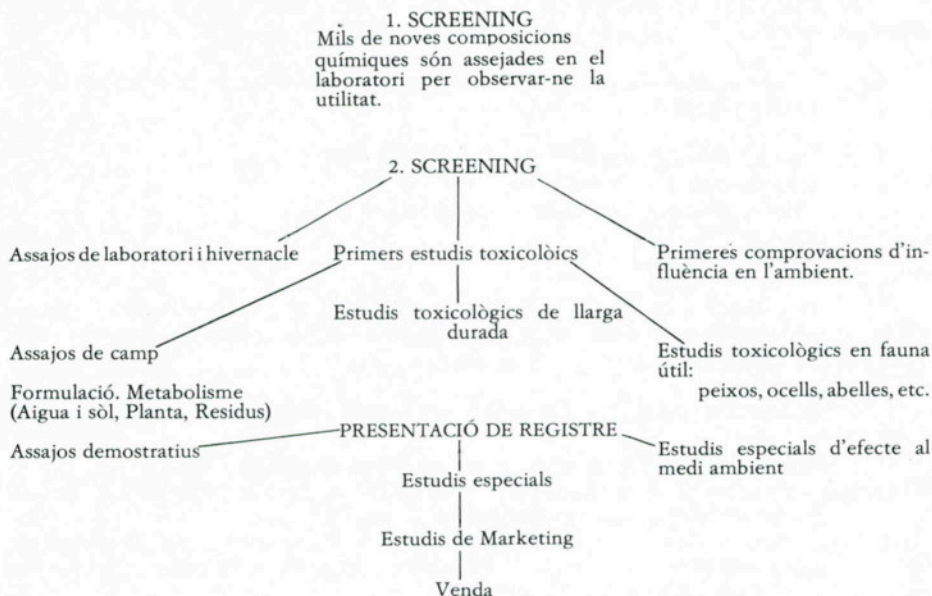 1. SCREENING
Mils de noves composicions
químiques són assejades en el
laboratori per observar-ne la
utilitat.
2. SCREENING
Assajos de laboratori i hivernacle
Primers estudis toxicolòics
Primeres comprovacions d'in-
fluència en l'ambient.
Estudis toxicològics de llarga
durada
Assajos de camp
Estudis toxicològics en fauna
útil:
peixos, ocells, abelles, etc.
Formulació. Metabolisme
(Aigua i sòl, Planta, Residus)
Assajos demostratius
PRESENTACIÓ DE REGISTRE
Estudis especials d'efecte al
medi ambient
Estudis especials
Estudis de Marketing
Venda